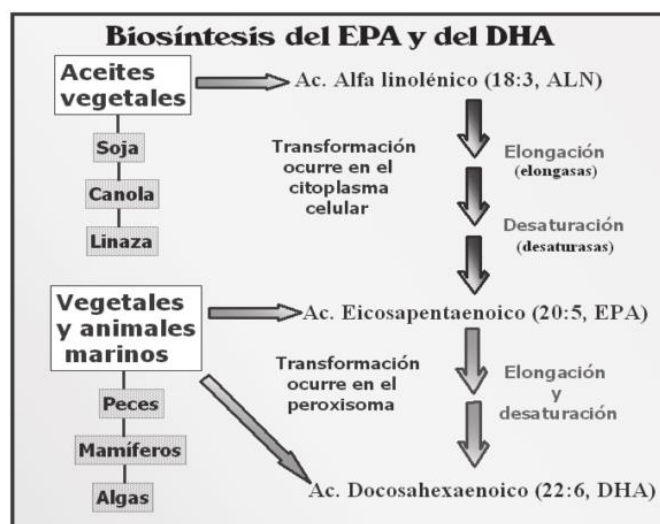 Biosíntesis del EPA y del DHA
Aceites
vegetales
Soja
Canola
Linaza
Ac. Alfa linolénico (18:3, ALN)
Transformación
ocurre en el
citoplasma
celular
Elongación
(elongasas)
Desaturación
(desaturasas)
Vegetales
y animales
marinos
Peces
Mamíferos
Algas
Ac. Eicosapentaenoico (20:5, EPA)
Transformación
ocurre en el
peroxisoma
Elongación
y
desaturación
Ac. Docosahexaenoico (22:6, DHA)